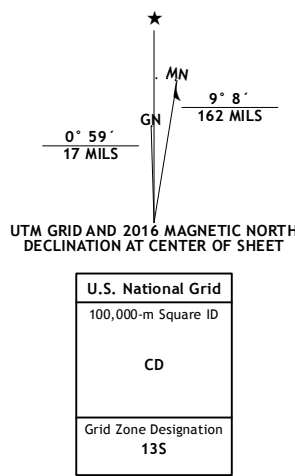 MN
9° 8´
162 MILS
GN
0° 59´
17 MILS
UTM GRID AND 2016 MAGNETIC NORTH
DECLINATION AT CENTER OF SHEET
U.S. National Grid
100,000-m Square ID
CD
Grid Zone Designation
13S